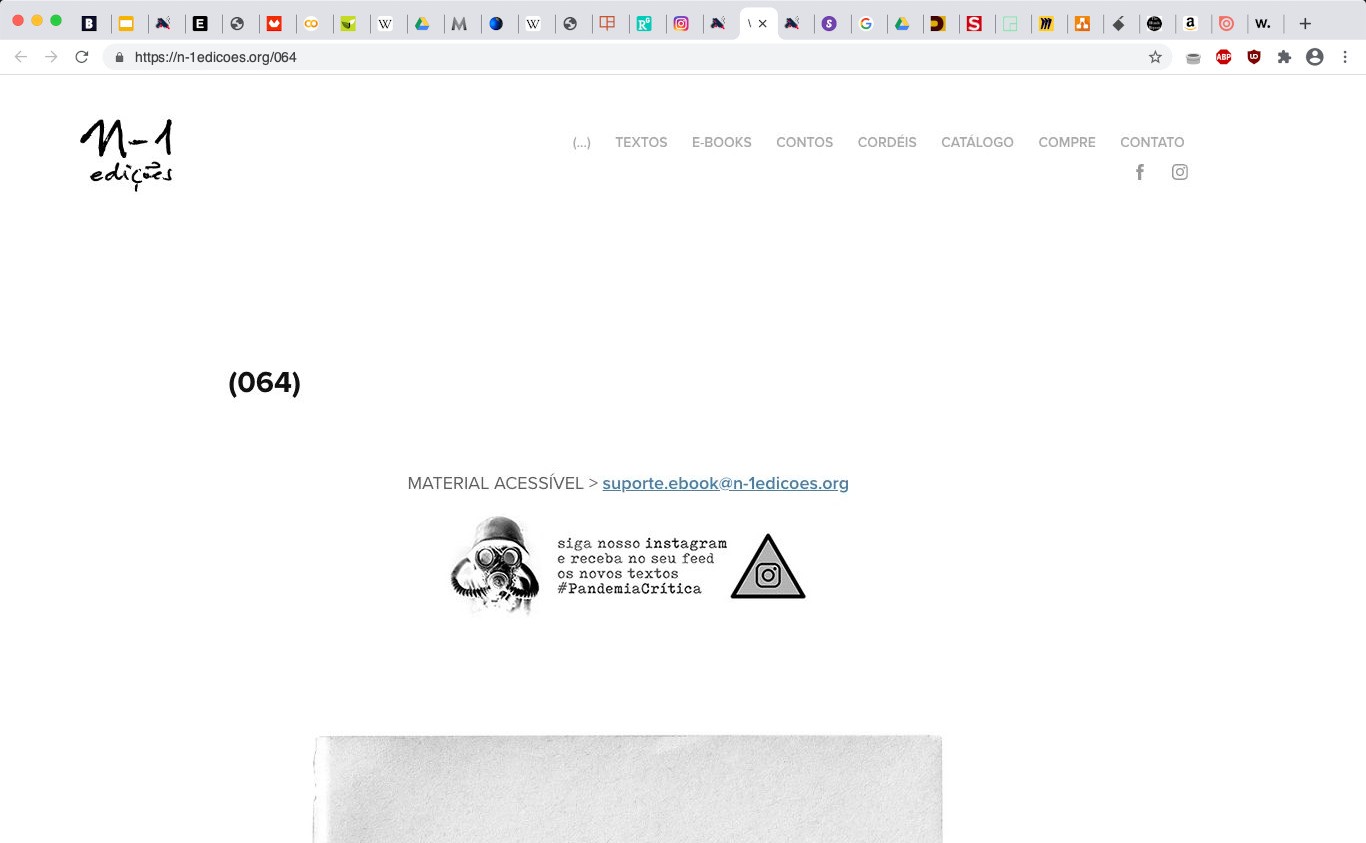 https://n-1edicoes.org/064
n-1
edições
(...) TEXTOS E-BOOKS CONTOS CORDÉIS CATÁLOGO COMPRE CONTATO
(064)
MATERIAL ACESSÍVEL > suporte.ebook@n-1edicoes.org
siga nosso instagram
e receba no seu feed
os novos textos
#PandemiaCrítica